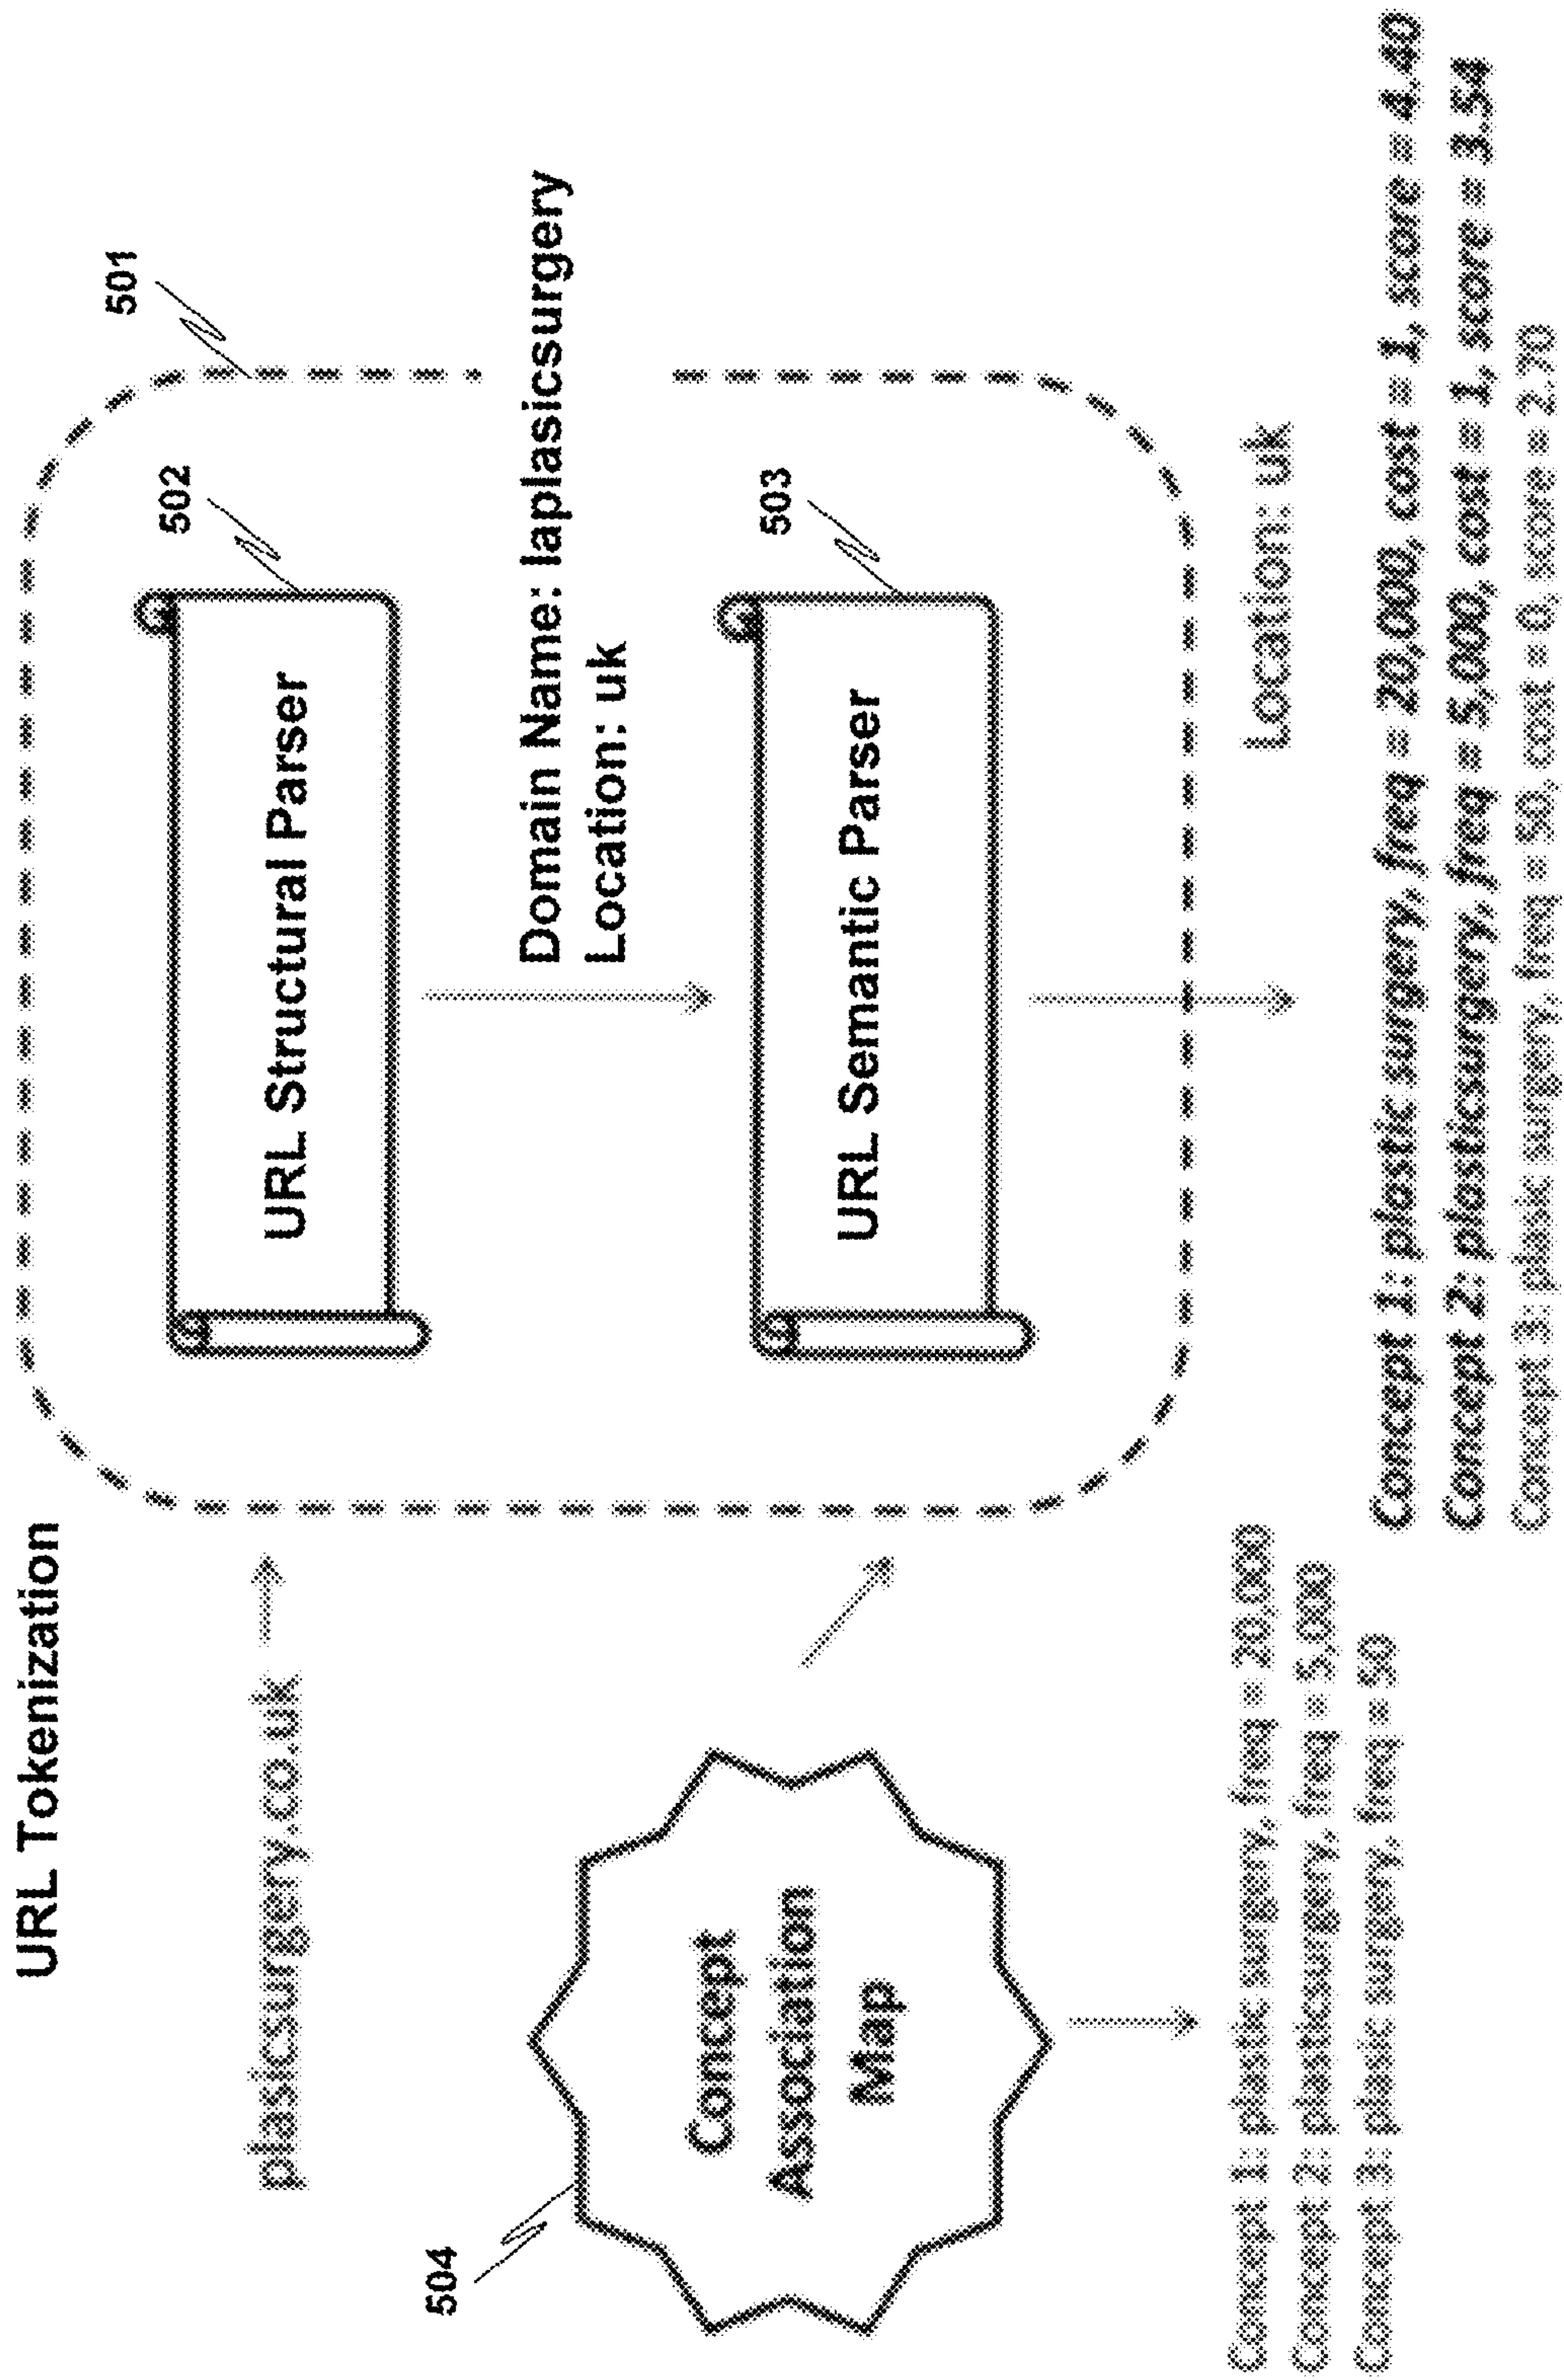 URL Tokenization
plasicsurgery.co.uk
501
502
URL Structural Parser
Domain Name: laplasicsurgery
Location: uk
503
URL Semantic Parser
504
Concept
Association
Map
Location: uk
Concept 1: plastic surgery, freq = 20,000
Concept 2: plasticsurgery, freq = 5,000
Concept 3: plasic surgery, freq = 50
Concept 1: plastic surgery, freq = 20,000, cost = 1, score = 4.40
Concept 2: plasticsurgery, freq = 5,000, cost = 1, score = 3.54
Concept 3: plasic surgery, freq = 50, cost = 0, score = 2.70